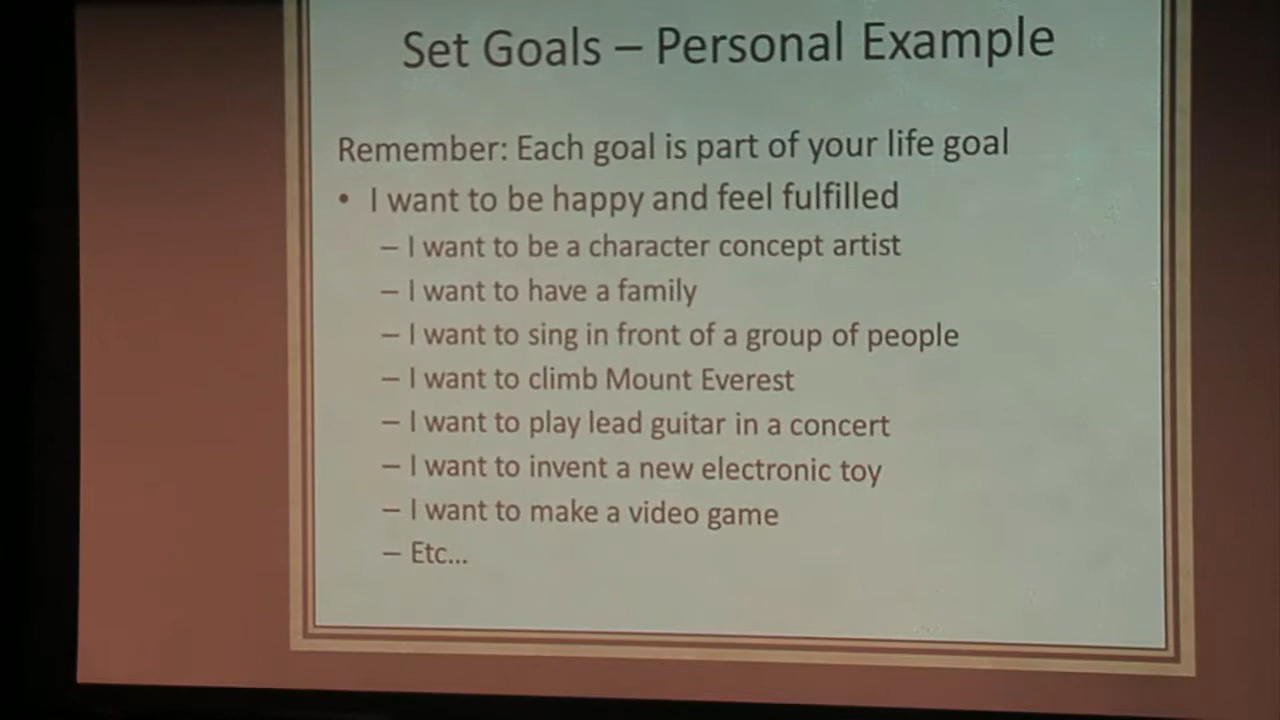 Set Goals – Personal Example
Remember: Each goal is part of your life goal
• I want to be happy and feel fulfilled
– I want to be a character concept artist
– I want to have a family
– I want to sing in front of a group of people
– I want to climb Mount Everest
– I want to play lead guitar in a concert
– I want to invent a new electronic toy
– I want to make a video game
– Etc...